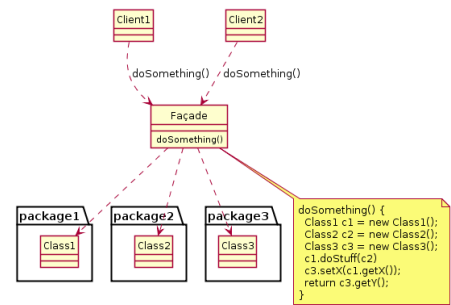 Client1
Client2
doSomething()
doSomething()
Façade
doSomething()
package1
package2
package3
Class1
Class2
Class3
doSomething() {
Class1 c1 = new Class1();
Class2 c2 = new Class2();
Class3 c3 = new Class3();
c1.doStuff(c2)
c3.setX(c1.getX());
return c3.getY();
}